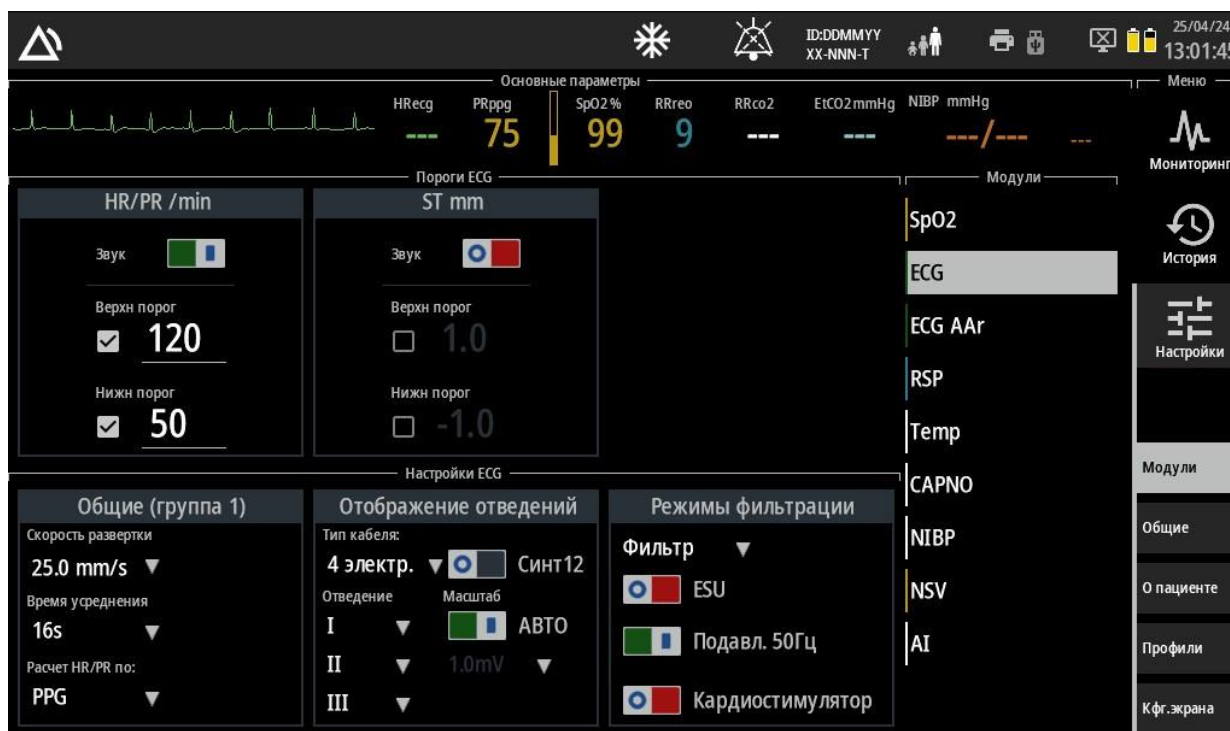 ID:DDMMYY
XX-NNN-T
25/04/24
13:01:45
Основные параметры
Меню
HRecg
PRppg
SpO2 %
RRreo
RRco2
EtCO2 mmHg
NIBP mmHg
---
75
99
9
---
---
---/---
---
Мониторинг
Пороги ECG
HR/PR /min
Звук
Верхн порог
120
Нижн порог
50
ST mm
Звук
Верхн порог
1.0
Нижн порог
-1.0
Модули
SpO2
ECG
ECG AAr
RSP
Temp
CAPNO
NIBP
NSV
AI
История
Настройки
Модули
Общие
О пациенте
Профили
Кфг.экрана
Настройки ECG
Общие (группа 1)
Скорость развертки
25.0 mm/s
Время усреднения
16s
Расчет HR/PR по:
PPG
Отображение отведений
Тип кабеля:
4 электр.
Синт12
Отведение
Масштаб
I
АВТО
II
1.0mV
III
Режимы фильтрации
Фильтр
ESU
Подавл. 50Гц
Кардиостимулятор